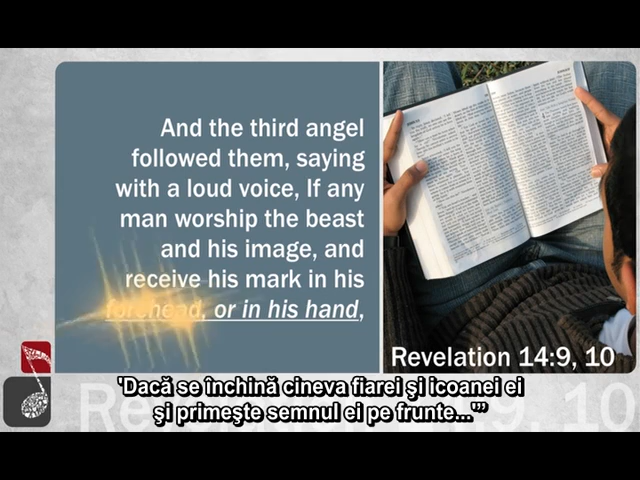 And the third angel
followed them, saying
with a loud voice, If any
man worship the beast
and his image, and
receive his mark in his
forehead, or in his hand,
Revelation 14:9, 10
'Dacă se închină cineva fiarei şi icoanei ei
şi primeşte semnul ei pe frunte...'”